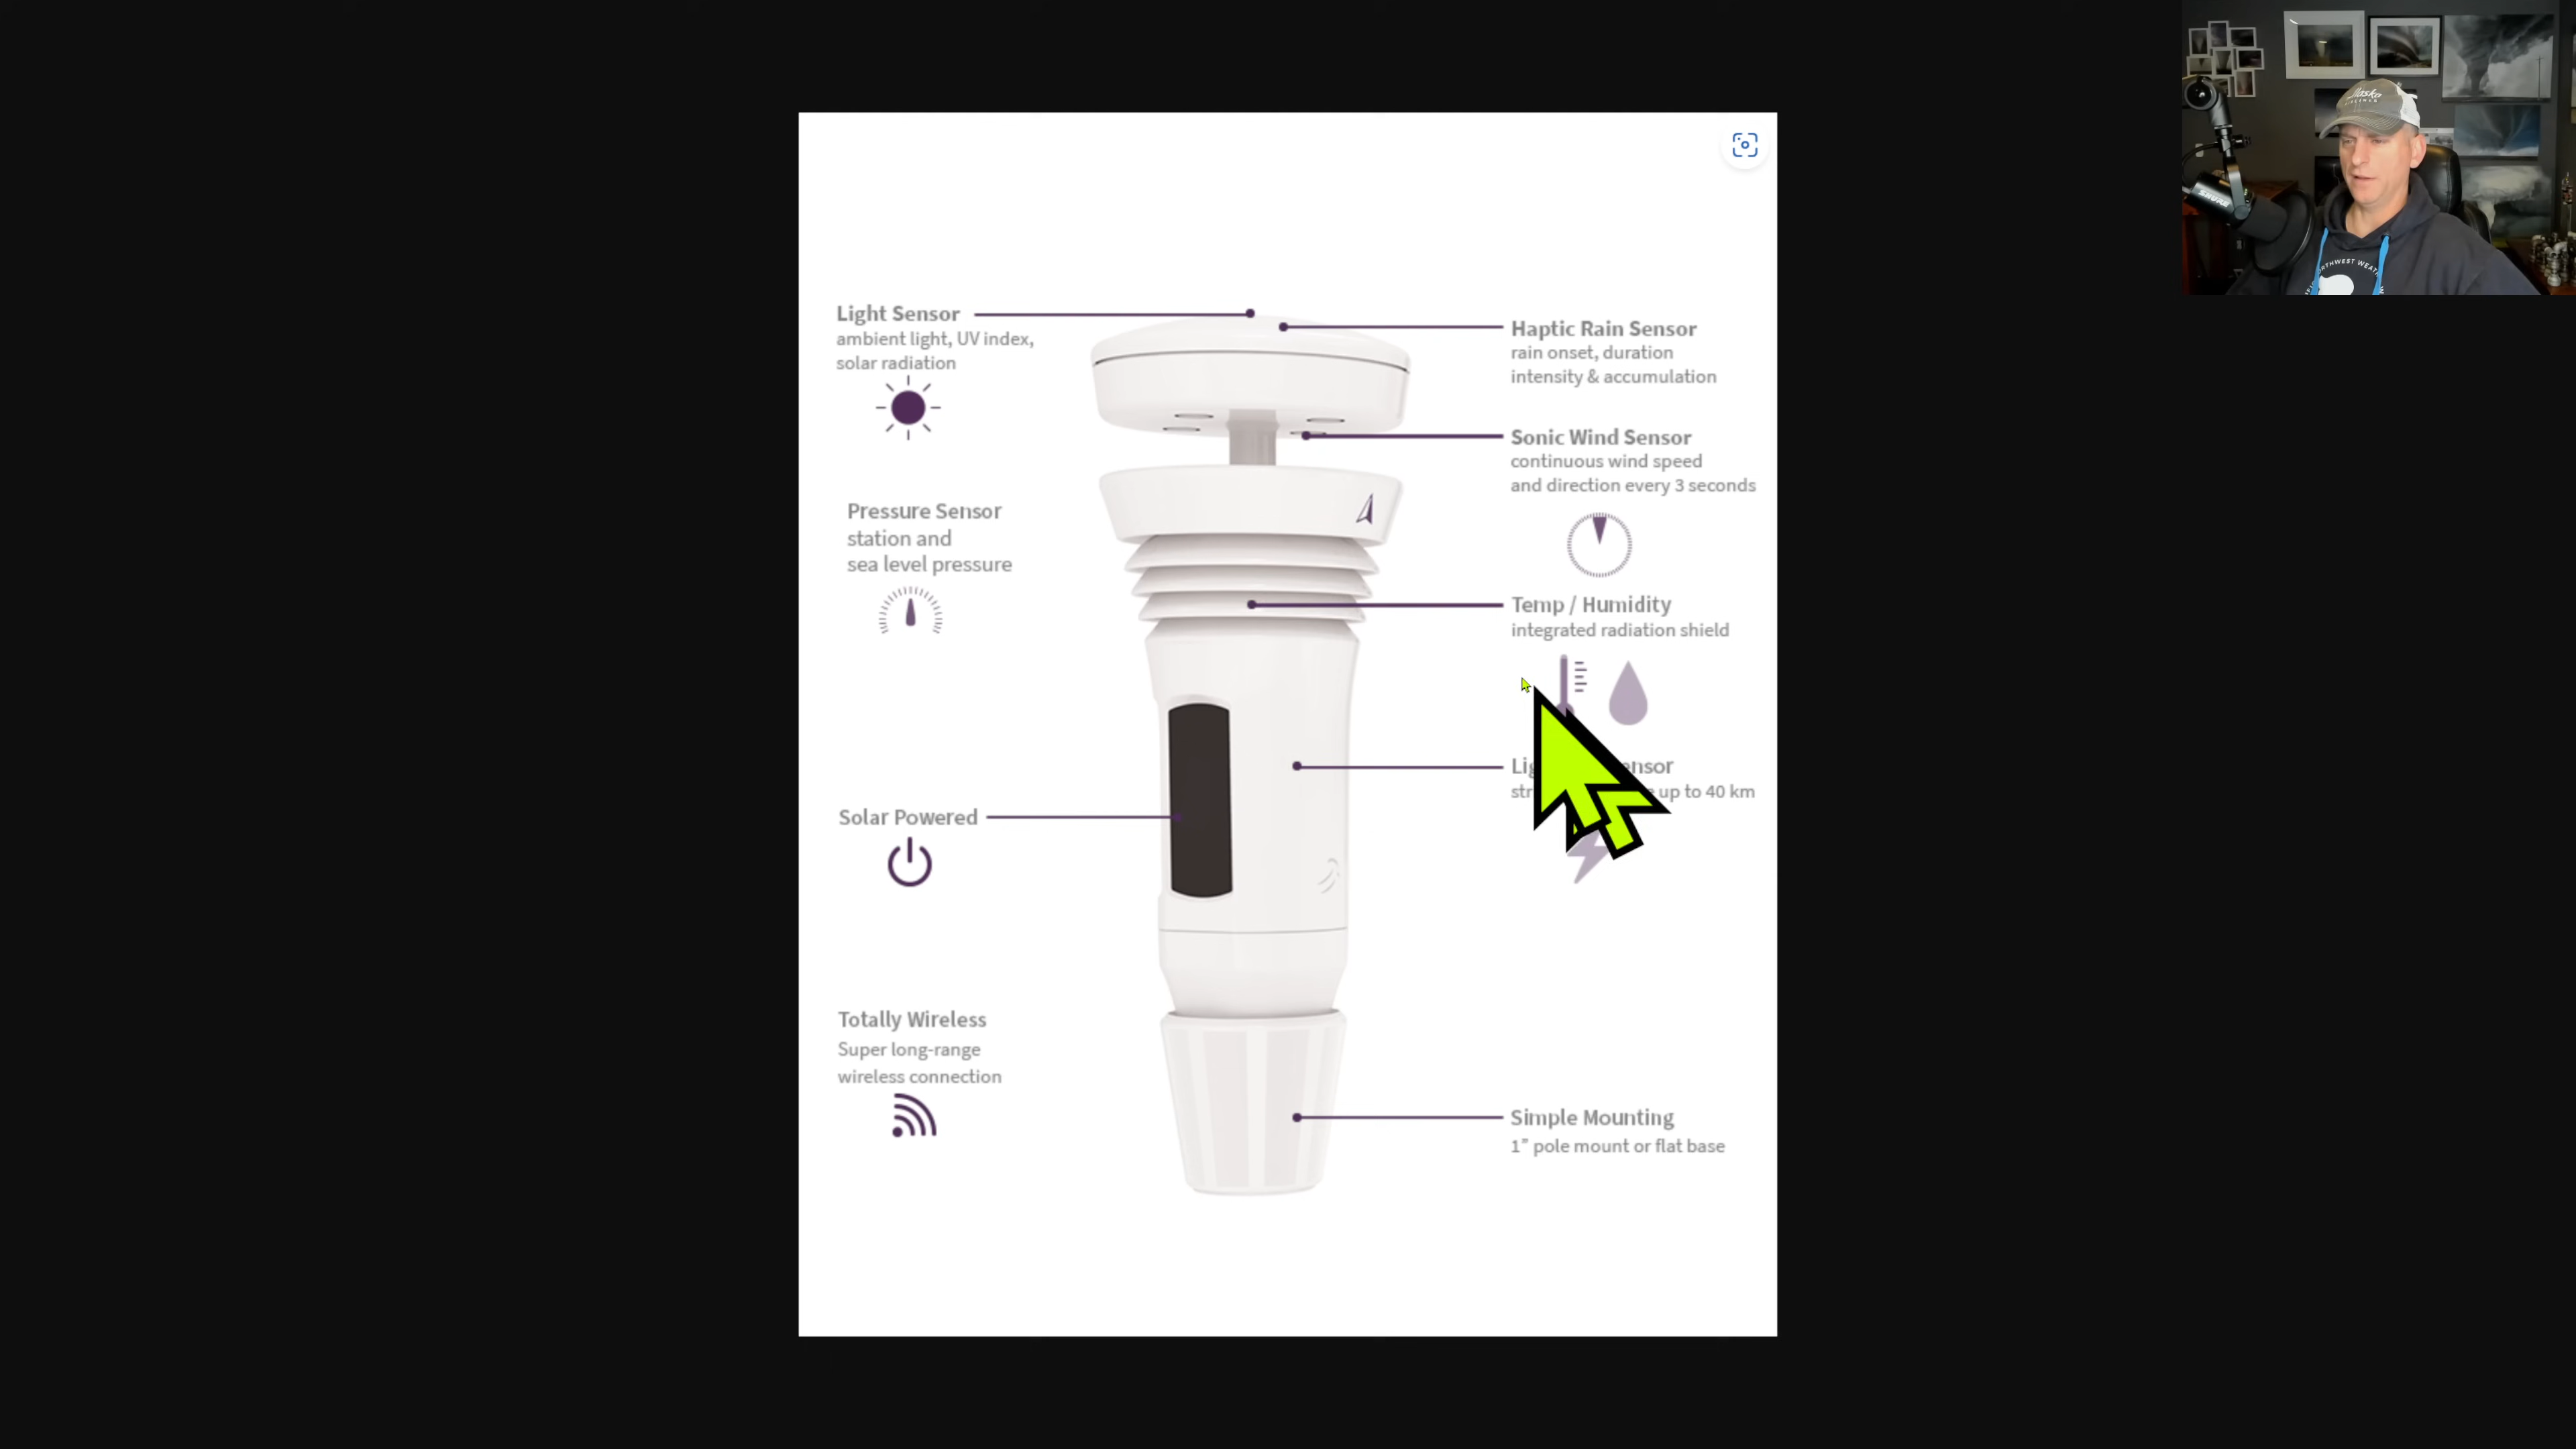 Light Sensor
ambient light, UV index,
solar radiation
Pressure Sensor
station and
sea level pressure
Solar Powered
Totally Wireless
Super long-range
wireless connection
Haptic Rain Sensor
rain onset, duration
intensity & accumulation
Sonic Wind Sensor
continuous wind speed
and direction every 3 seconds
Temp / Humidity
integrated radiation shield
up to 40 km
Simple Mounting
1” pole mount or flat base
Alaska
SHURE